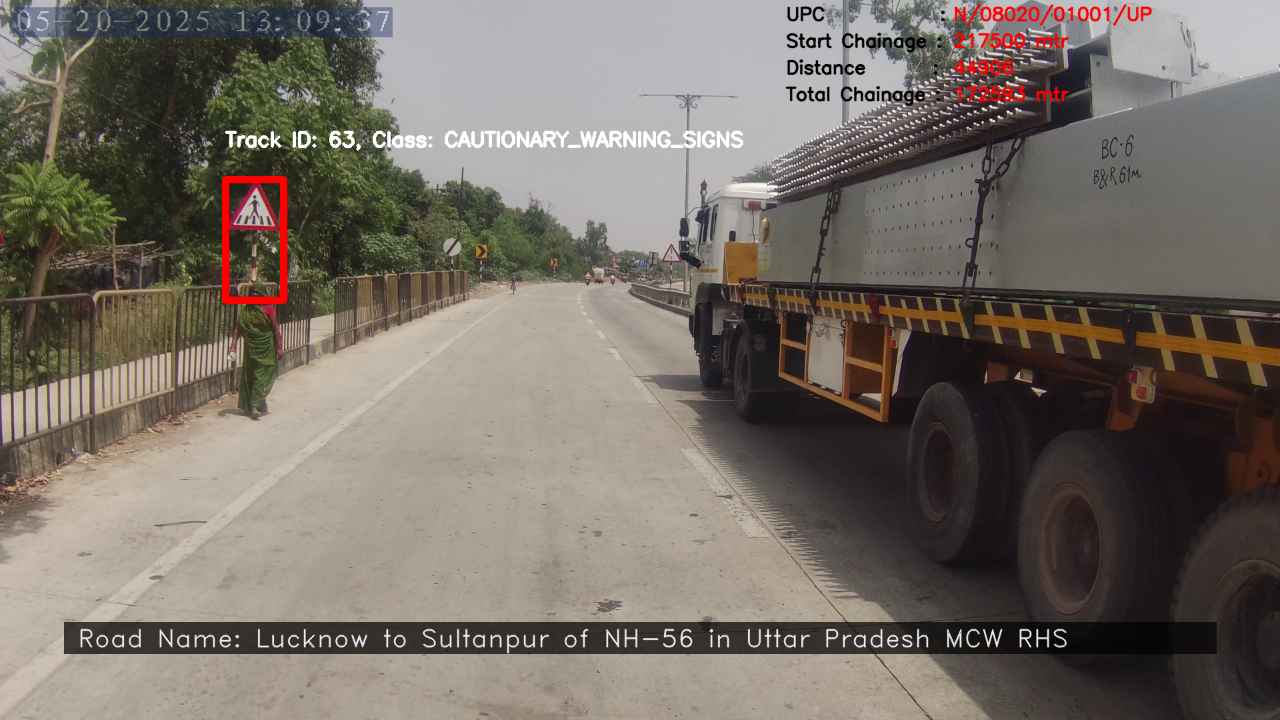 05-20-2025 13:09:37
UPC : N/08020/01001/UP
Start Chainage : 217500 mtr
Distance : 44906
Total Chainage : 172593 mtr
Track ID: 63, Class: CAUTIONARY_WARNING_SIGNS
BC-6
B&R 61m
Road Name: Lucknow to Sultanpur of NH-56 in Uttar Pradesh MCW RHS